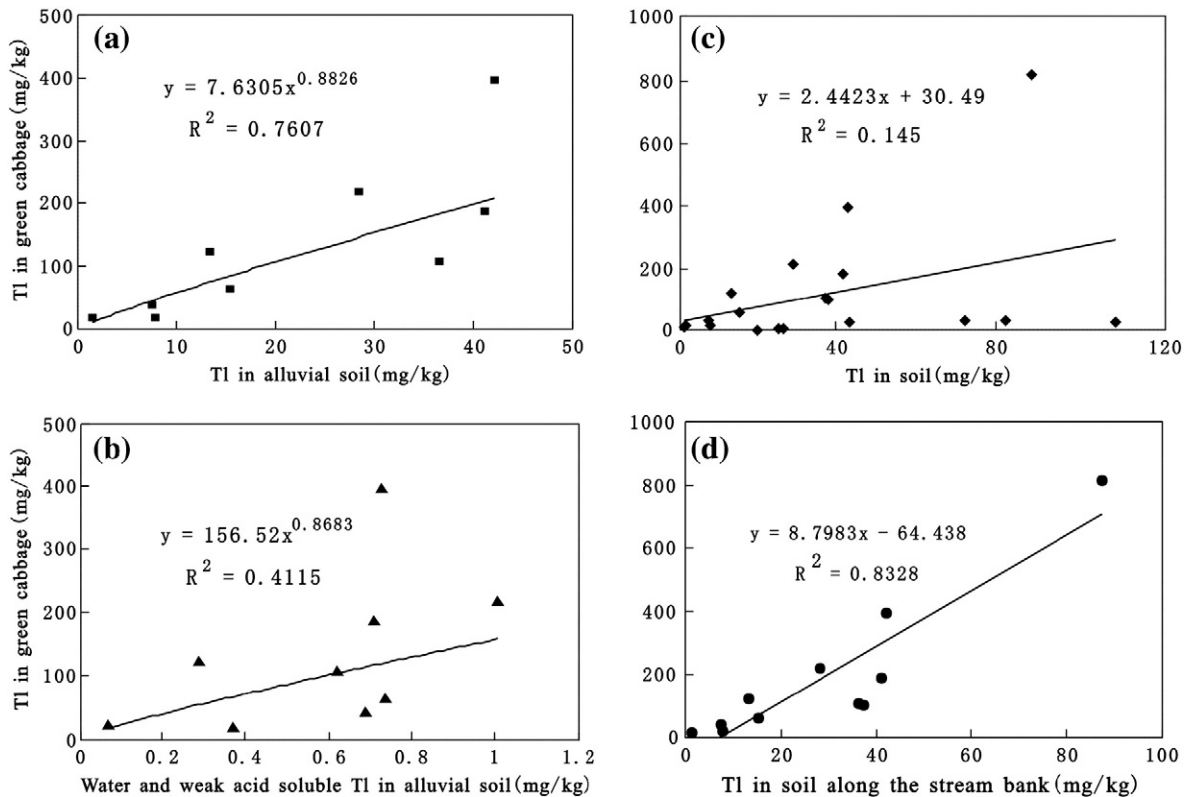 (a)
y = 7.6305x^0.8826
R^2 = 0.7607
Tl in green cabbage (mg/kg)
500
400
300
200
100
0
0 10 20 30 40 50
Tl in alluvial soil (mg/kg)
(c)
y = 2.4423x + 30.49
R^2 = 0.145
1000
800
600
400
200
0
0 40 80 120
Tl in soil (mg/kg)
(b)
y = 156.52x^0.8683
R^2 = 0.4115
Tl in green cabbage (mg/kg)
500
400
300
200
100
0
0 0.2 0.4 0.6 0.8 1 1.2
Water and weak acid soluble Tl in alluvial soil (mg/kg)
(d)
y = 8.7983x - 64.438
R^2 = 0.8328
1000
800
600
400
200
0
0 20 40 60 80 100
Tl in soil along the stream bank (mg/kg)